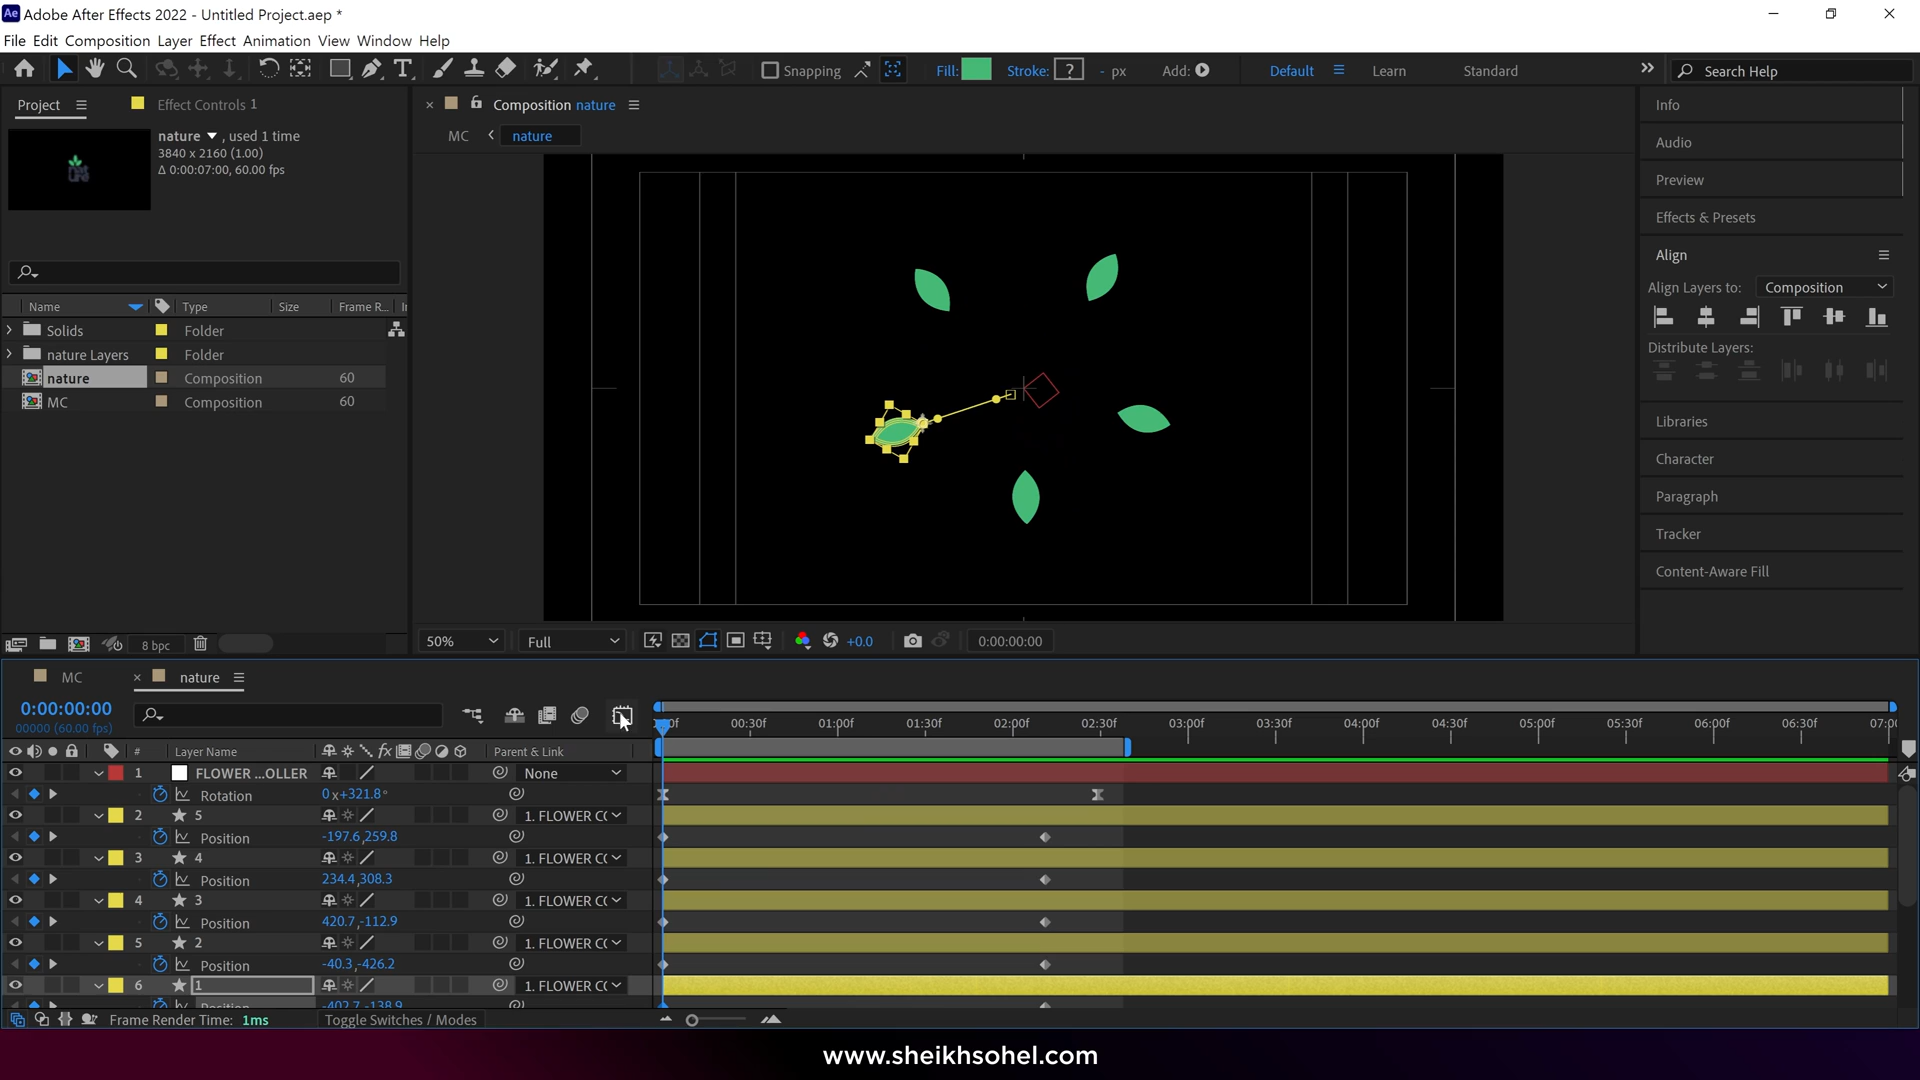 Ae Adobe After Effects 2022 - Untitled Project.aep *
File Edit Composition Layer Effect Animation View Window Help
Snapping Fill: Stroke: ? - px Add: Default Learn Standard Search Help
Project Effect Controls 1
nature , used 1 time
3840 x 2160 (1.00)
Δ 0:00:07:00, 60.00 fps
Name Type Size Frame R...
Solids Folder
nature Layers Folder
nature Composition 60
MC Composition 60
8 bpc
Composition nature
MC nature
50% Full +0.0 0:00:00:00
Info
Audio
Preview
Effects & Presets
Align
Align Layers to: Composition
Distribute Layers:
Libraries
Character
Paragraph
Tracker
Content-Aware Fill
MC nature
0:00:00:00
00000 (60.00 fps)
00:30f 01:00f 01:30f 02:00f 02:30f 03:00f 03:30f 04:00f 04:30f 05:00f 05:30f 06:00f 06:30f 07:00
# Layer Name fx Parent & Link
1 FLOWER ...OLLER None
Rotation 0x+321.8°
2 5 1. FLOWER C
Position -197.6,259.8
3 4 1. FLOWER C
Position 234.4,308.3
4 3 1. FLOWER C
Position 420.7,-112.9
5 2 1. FLOWER C
Position -40.3,-426.2
6 1 1. FLOWER C
Position -402.7,-138.9
Frame Render Time: 1ms Toggle Switches / Modes
www.sheikhsohel.com